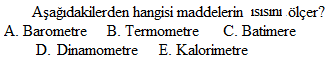 Aşağıdakilerden hangisi maddelerin ısısını ölçer?
A. Barometre B. Termometre C. Batimere
D. Dinamometre E. Kalorimetre